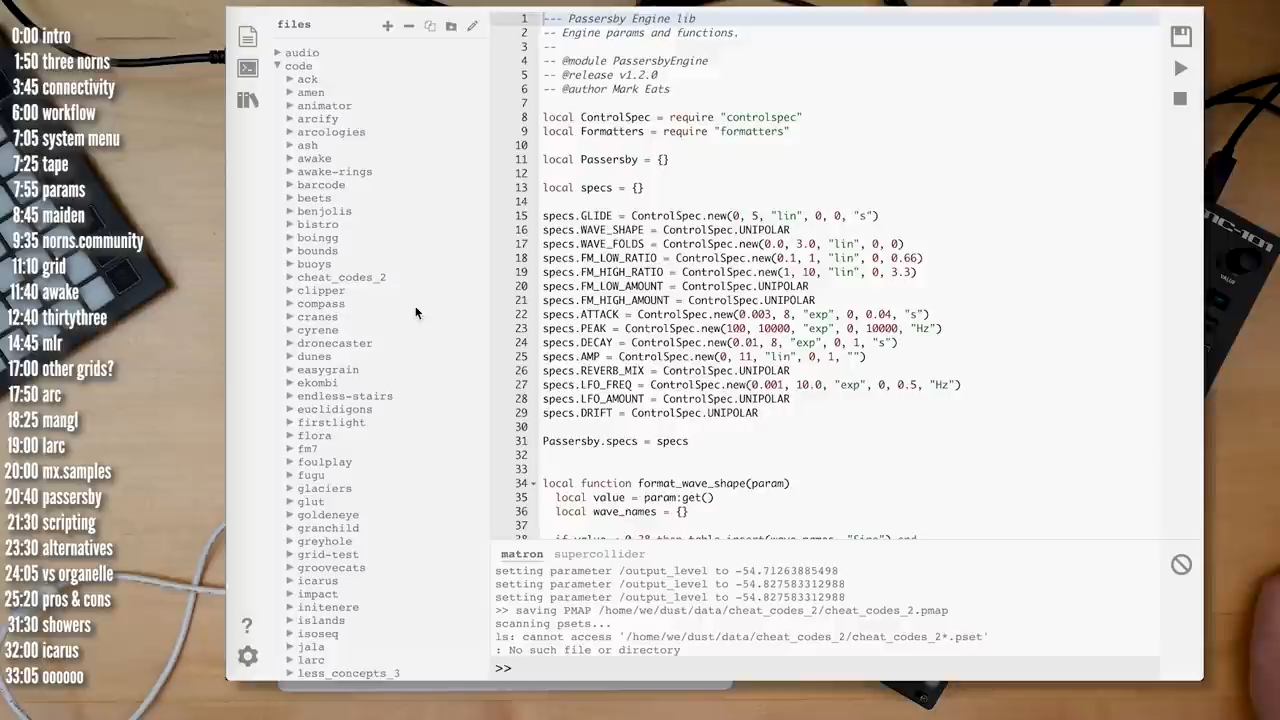 0:00 intro
1:50 three norns
3:45 connectivity
6:00 workflow
7:05 system menu
7:25 tape
7:55 params
8:45 maiden
9:35 norns.community
11:10 grid
11:40 awake
12:40 thirtythree
14:45 mlr
17:00 other grids?
17:50 arc
18:25 mangl
19:00 larc
20:00 mx.samples
20:40 passersby
21:30 scripting
23:30 alternatives
24:05 vs organelle
25:20 pros & cons
31:30 showers
32:00 icarus
33:05 oooooo
files
audio
code
ack
amen
animator
arcify
arcologies
ash
awake
awake-rings
barcode
beets
benjolis
bistro
boingg
bounds
buoys
cheat_codes_2
clipper
compass
cranes
cyrene
dronecaster
dunes
easygrain
ekombi
endless-stairs
euclidigons
firstlight
flora
fm7
foulplay
fugu
glaciers
glut
goldeneye
granchild
greyhole
grid-test
groovecats
icarus
impact
initenere
islands
isoseq
jala
larc
less_concepts_3
1 --- Passersby Engine lib
2 -- Engine params and functions.
3 --
4 -- @module PassersbyEngine
5 -- @release v1.2.0
6 -- @author Mark Eats
7
8 local ControlSpec = require "controlspec"
9 local Formatters = require "formatters"
10
11 local Passersby = {}
12
13 local specs = {}
14
15 specs.GLIDE = ControlSpec.new(0, 5, "lin", 0, 0, "s")
16 specs.WAVE_SHAPE = ControlSpec.UNIPOLAR
17 specs.WAVE_FOLDS = ControlSpec.new(0.0, 3.0, "lin", 0, 0)
18 specs.FM_LOW_RATIO = ControlSpec.new(0.1, 1, "lin", 0, 0.66)
19 specs.FM_HIGH_RATIO = ControlSpec.new(1, 10, "lin", 0, 3.3)
20 specs.FM_LOW_AMOUNT = ControlSpec.UNIPOLAR
21 specs.FM_HIGH_AMOUNT = ControlSpec.UNIPOLAR
22 specs.ATTACK = ControlSpec.new(0.003, 8, "exp", 0, 0.04, "s")
23 specs.PEAK = ControlSpec.new(100, 10000, "exp", 0, 10000, "Hz")
24 specs.DECAY = ControlSpec.new(0.01, 8, "exp", 0, 1, "s")
25 specs.AMP = ControlSpec.new(0, 11, "lin", 0, 1, "")
26 specs.REVERB_MIX = ControlSpec.UNIPOLAR
27 specs.LFO_FREQ = ControlSpec.new(0.001, 10.0, "exp", 0, 0.5, "Hz")
28 specs.LFO_AMOUNT = ControlSpec.UNIPOLAR
29 specs.DRIFT = ControlSpec.UNIPOLAR
30
31 Passersby.specs = specs
32
33
34 local function format_wave_shape(param)
35 local value = param:get()
36 local wave_names = {}
37
38 if value < 0.28 then table.insert(wave_names, "Sine") end
matron supercollider
setting parameter /output_level to -54.71263885498
setting parameter /output_level to -54.827583312988
setting parameter /output_level to -54.827583312988
>> saving PMAP /home/we/dust/data/cheat_codes_2/cheat_codes_2.pmap
scanning psets...
ls: cannot access '/home/we/dust/data/cheat_codes_2/cheat_codes_2*.pset'
: No such file or directory
>>
?
MC-101